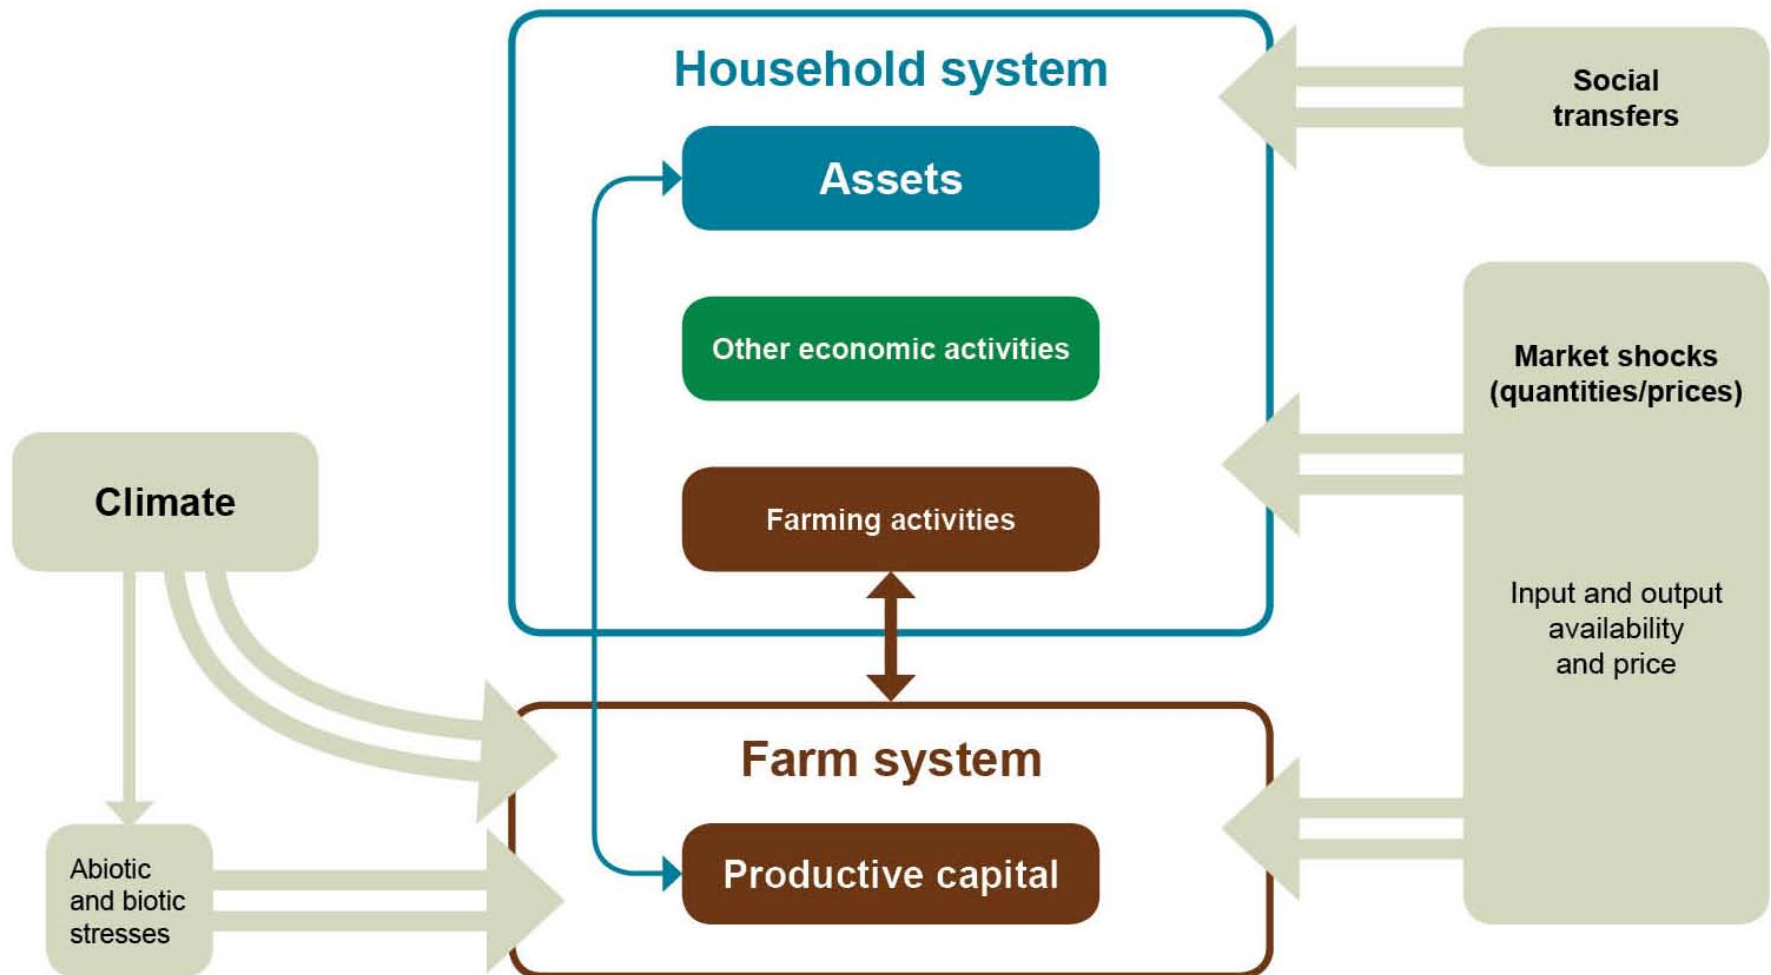 Household system
Assets
Other economic activities
Farming activities
Social
transfers
Market shocks
(quantities/prices)
Input and output
availability
and price
Climate
Abiotic
and biotic
stresses
Farm system
Productive capital